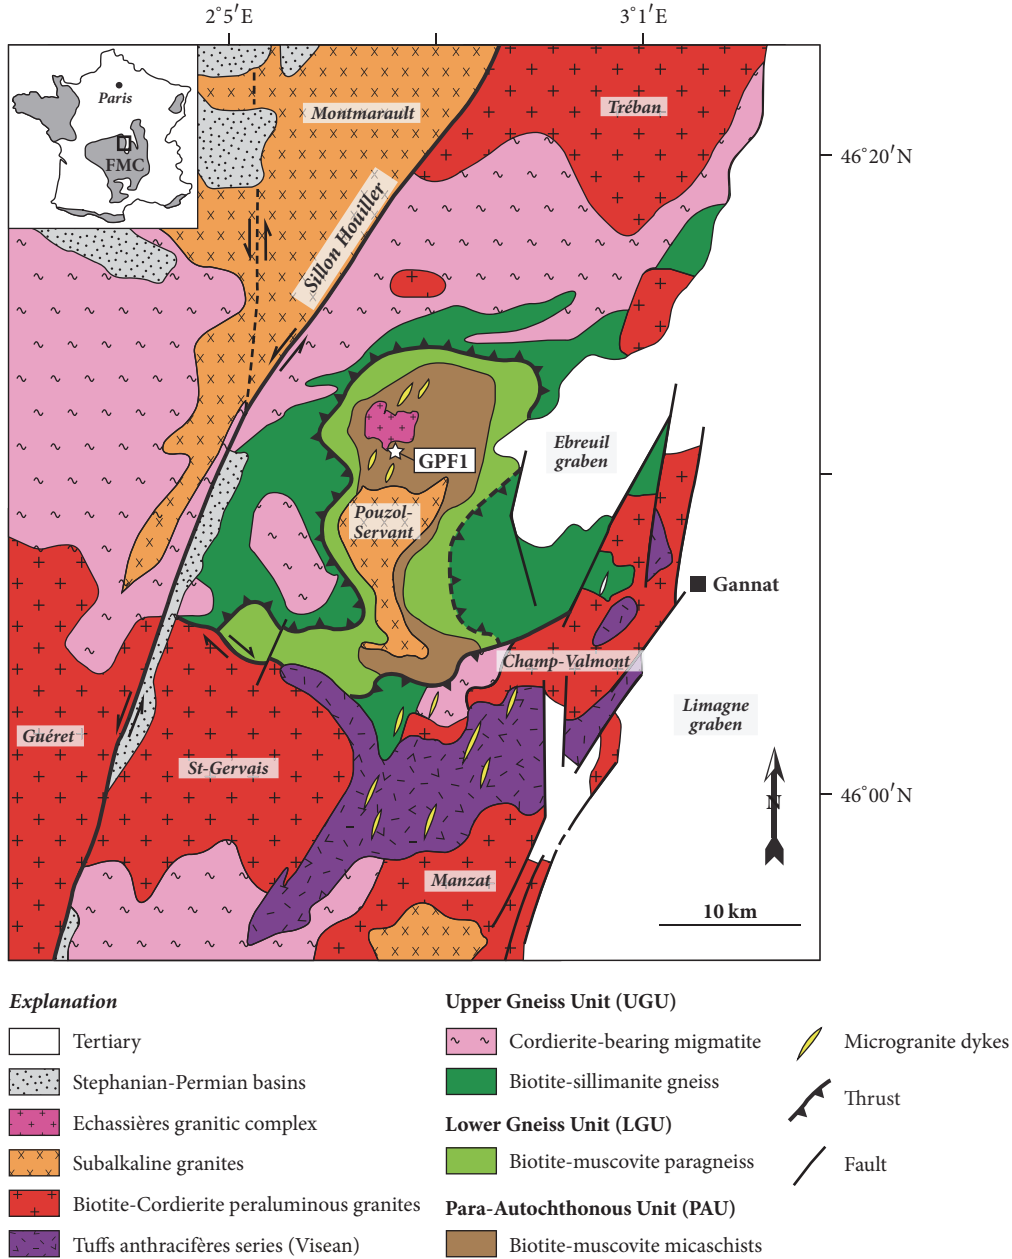 2°5′E
3°1′E
Paris
FMC
Montmarault
Tréban
46°20′N
Sillon Houiller
Ebreuil
graben
GPF1
Pouzol-
Servant
Gannat
Champ-Valmont
Limagne
graben
Guéret
St-Gervais
N
46°00′N
Manzat
10 km
Explanation
Tertiary
Stephanian-Permian basins
Echassières granitic complex
Subalkaline granites
Biotite-Cordierite peraluminous granites
Tuffs anthracifères series (Visean)
Upper Gneiss Unit (UGU)
Cordierite-bearing migmatite
Biotite-sillimanite gneiss
Lower Gneiss Unit (LGU)
Biotite-muscovite paragneiss
Para-Autochthonous Unit (PAU)
Biotite-muscovite micaschists
Microgranite dykes
Thrust
Fault